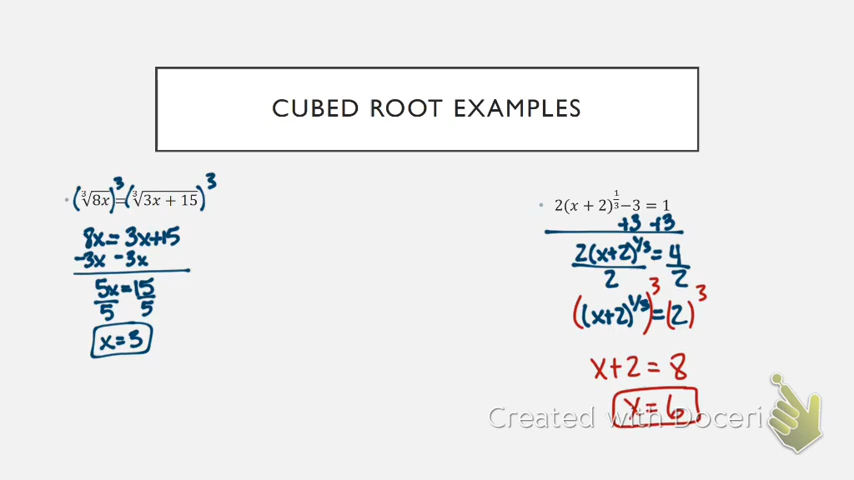 CUBED ROOT EXAMPLES
• (∛8x)³=(∛3x + 15)³
8x = 3x+15
-3x -3x
5x = 15
5 5
x = 3
• 2(x + 2)^1/3 −3 = 1
+3 +3
2(x+2)^1/3 = 4
2 2
((x+2)^1/3)³ = (2)³
x+2 = 8
x = 6
Created with Doceri